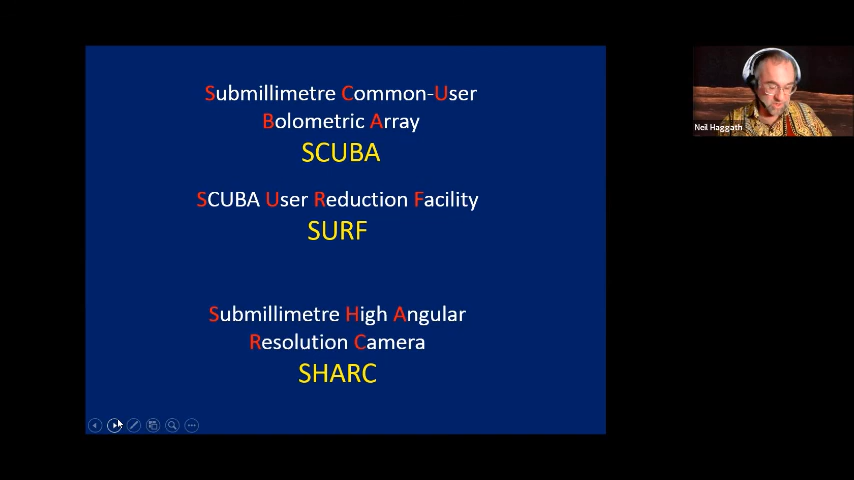 Submillimetre Common-User
Bolometric Array
SCUBA
SCUBA User Reduction Facility
SURF
Submillimetre High Angular
Resolution Camera
SHARC
Neil Haggath